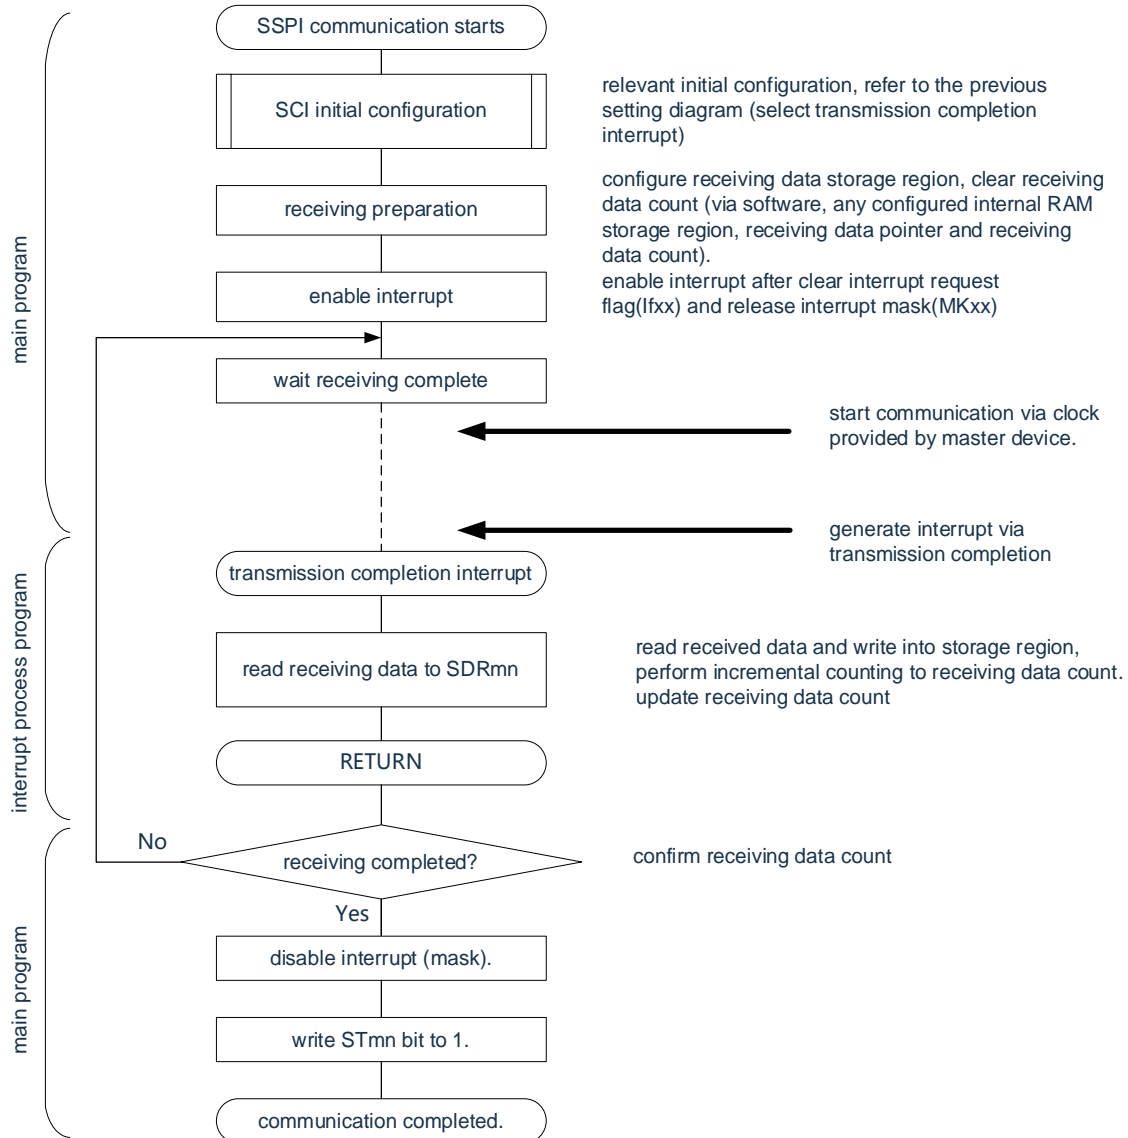 SSPI communication starts
SCI initial configuration
relevant initial configuration, refer to the previous
setting diagram (select transmission completion
interrupt)
receiving preparation
configure receiving data storage region, clear receiving
data count (via software, any configured internal RAM
storage region, receiving data pointer and receiving
data count).
enable interrupt
enable interrupt after clear interrupt request
flag(Ifxx) and release interrupt mask(MKxx)
main program
wait receiving complete
start communication via clock
provided by master device.
generate interrupt via
transmission completion
transmission completion interrupt
read receiving data to SDRmn
read received data and write into storage region,
perform incremental counting to receiving data count.
update receiving data count
interrupt process program
RETURN
No
receiving completed?
confirm receiving data count
Yes
disable interrupt (mask).
main program
write STmn bit to 1.
communication completed.